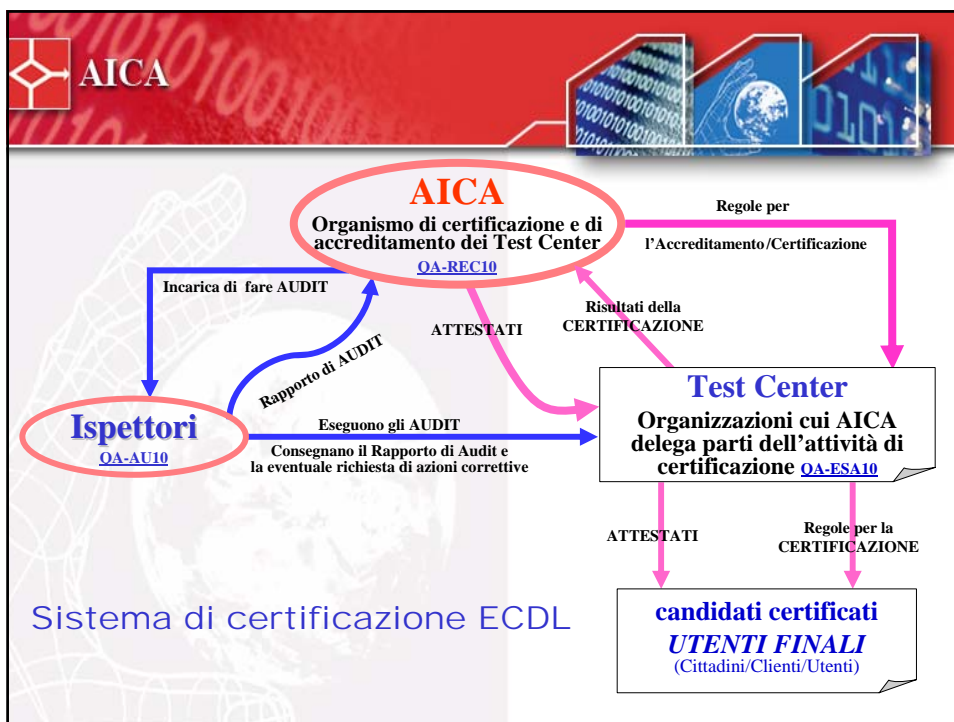 AICA
AICA
Organismo di certificazione e di
accreditamento dei Test Center
QA-REC10
Regole per
l'Accreditamento/Certificazione
Incarica di fare AUDIT
Risultati della
CERTIFICAZIONE
ATTESTATI
Rapporto di AUDIT
Test Center
Organizzazioni cui AICA
delega parti dell'attività di
certificazione QA-ESA10
Ispettori
QA-AU10
Eseguono gli AUDIT
Consegnano il Rapporto di Audit e
la eventuale richiesta di azioni correttive
ATTESTATI
Regole per la
CERTIFICAZIONE
Sistema di certificazione ECDL
candidati certificati
UTENTI FINALI
(Cittadini/Clienti/Utenti)